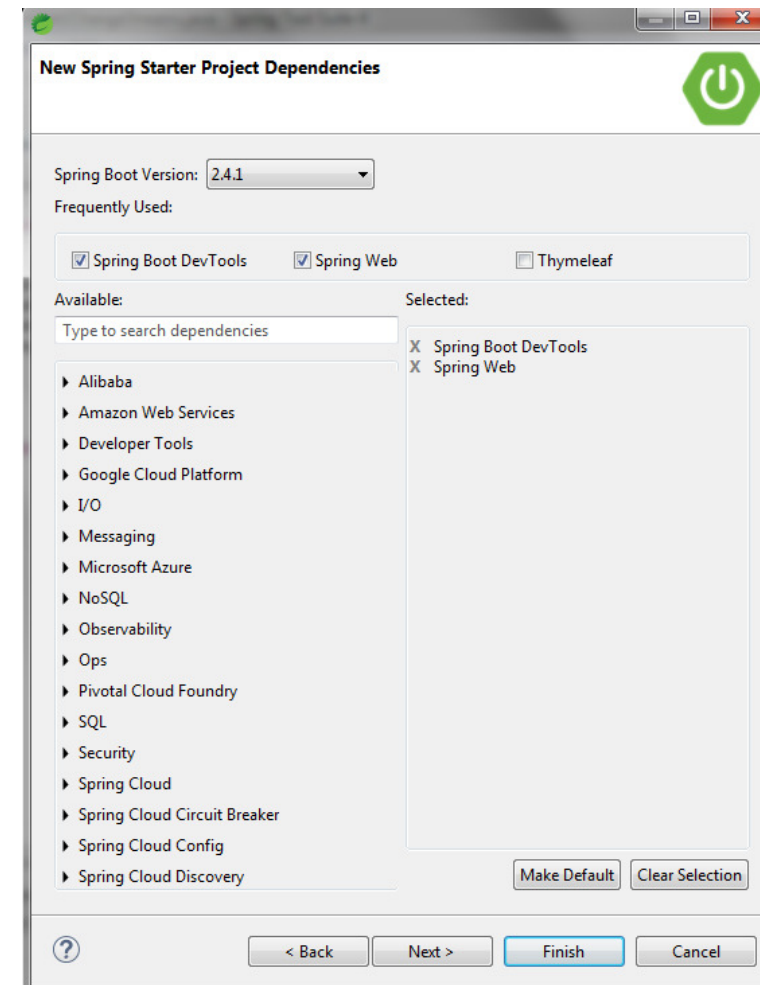 New Spring Starter Project Dependencies
Spring Boot Version: 2.4.1
Frequently Used:
Spring Boot DevTools Spring Web Thymeleaf
Available: Selected:
Type to search dependencies
X Spring Boot DevTools
X Spring Web
Alibaba
Amazon Web Services
Developer Tools
Google Cloud Platform
I/O
Messaging
Microsoft Azure
NoSQL
Observability
Ops
Pivotal Cloud Foundry
SQL
Security
Spring Cloud
Spring Cloud Circuit Breaker
Spring Cloud Config
Spring Cloud Discovery
Make Default Clear Selection
? < Back Next > Finish Cancel